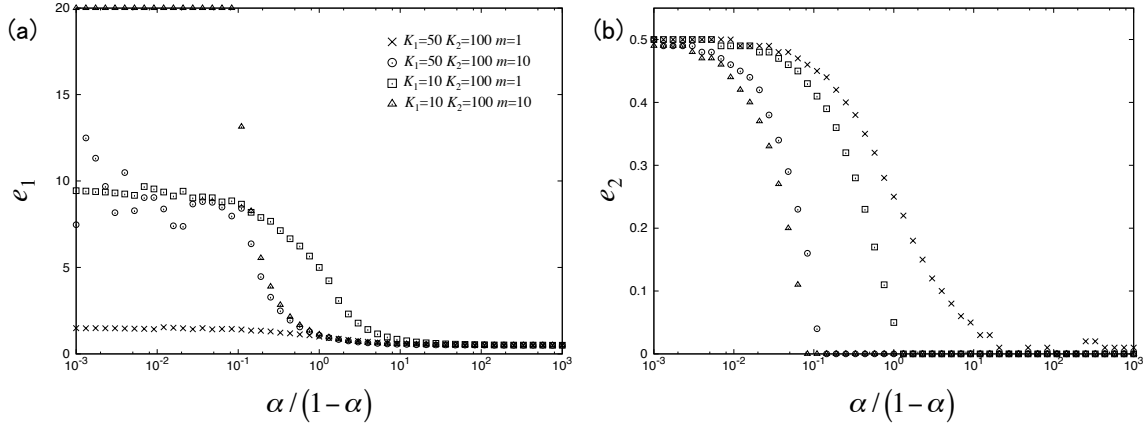 (a)
20
15
10
5
0
e₁
× K₁=50 K₂=100 m=1
⊙ K₁=50 K₂=100 m=10
⊡ K₁=10 K₂=100 m=1
△ K₁=10 K₂=100 m=10
10⁻³ 10⁻² 10⁻¹ 10⁰ 10¹ 10² 10³
α/(1−α)
(b)
0.5
0.4
0.3
0.2
0.1
0
e₂
10⁻³ 10⁻² 10⁻¹ 10⁰ 10¹ 10² 10³
α/(1−α)